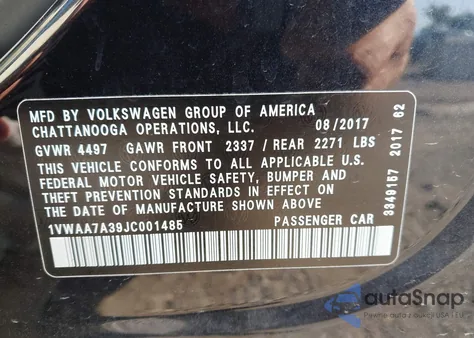 MFD BY VOLKSWAGEN GROUP OF AMERICA
CHATTANOOGA OPERATIONS, LLC. 08/2017
GVWR 4497 GAWR FRONT 2337 / REAR 2271 LBS
THIS VEHICLE CONFORMS TO ALL APPLICABLE U.S.
FEDERAL MOTOR VEHICLE SAFETY, BUMPER AND
THEFT PREVENTION STANDARDS IN EFFECT ON
THE DATE OF MANUFACTURE SHOWN ABOVE
1VWAA7A39JC001485 PASSENGER CAR
3349157 2017 62
autoSnap